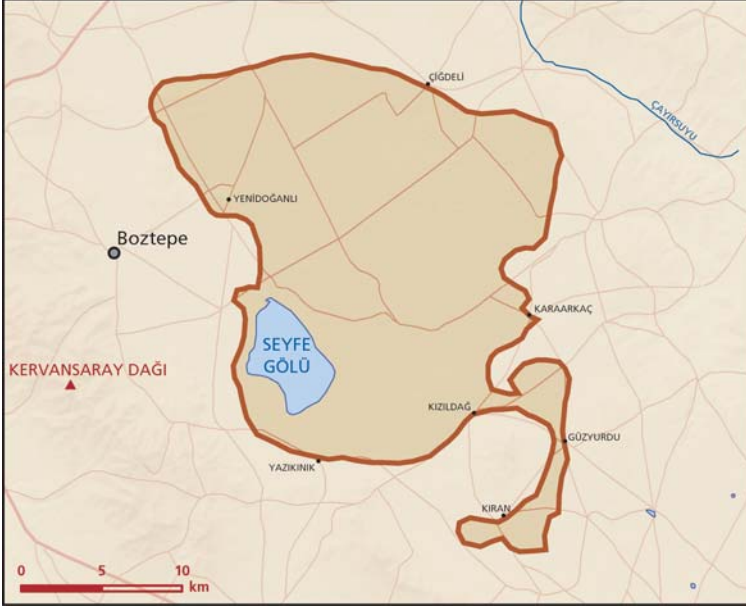 ÇİĞDELİ
ÇAYIRSUYU
YENİDOĞANLI
Boztepe
KARAARKAÇ
SEYFE
GÖLÜ
KERVANSARAY DAĞI
KIZILDAĞ
GÜZYURDU
YAZIKINIK
KIRAN
0 5 10
km